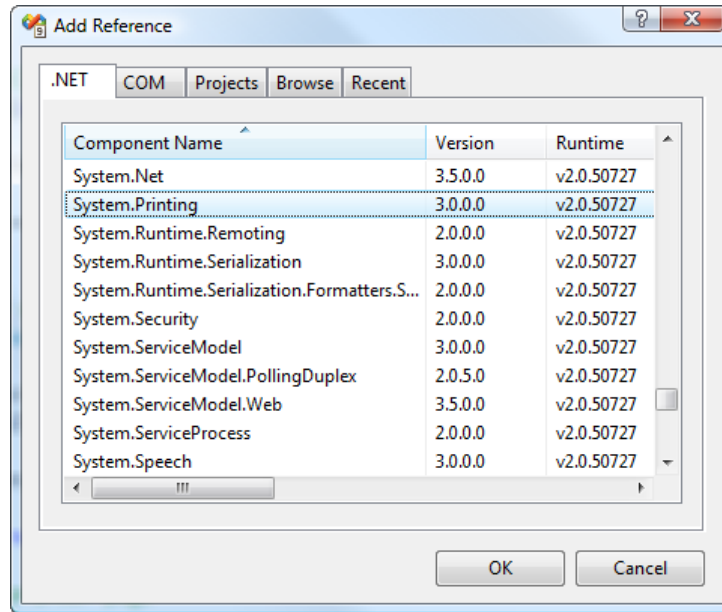 Add Reference
.NET COM Projects Browse Recent
Component Name Version Runtime
System.Net 3.5.0.0 v2.0.50727
System.Printing 3.0.0.0 v2.0.50727
System.Runtime.Remoting 2.0.0.0 v2.0.50727
System.Runtime.Serialization 3.0.0.0 v2.0.50727
System.Runtime.Serialization.Formatters.S... 2.0.0.0 v2.0.50727
System.Security 2.0.0.0 v2.0.50727
System.ServiceModel 3.0.0.0 v2.0.50727
System.ServiceModel.PollingDuplex 2.0.5.0 v2.0.50727
System.ServiceModel.Web 3.5.0.0 v2.0.50727
System.ServiceProcess 2.0.0.0 v2.0.50727
System.Speech 3.0.0.0 v2.0.50727
OK Cancel